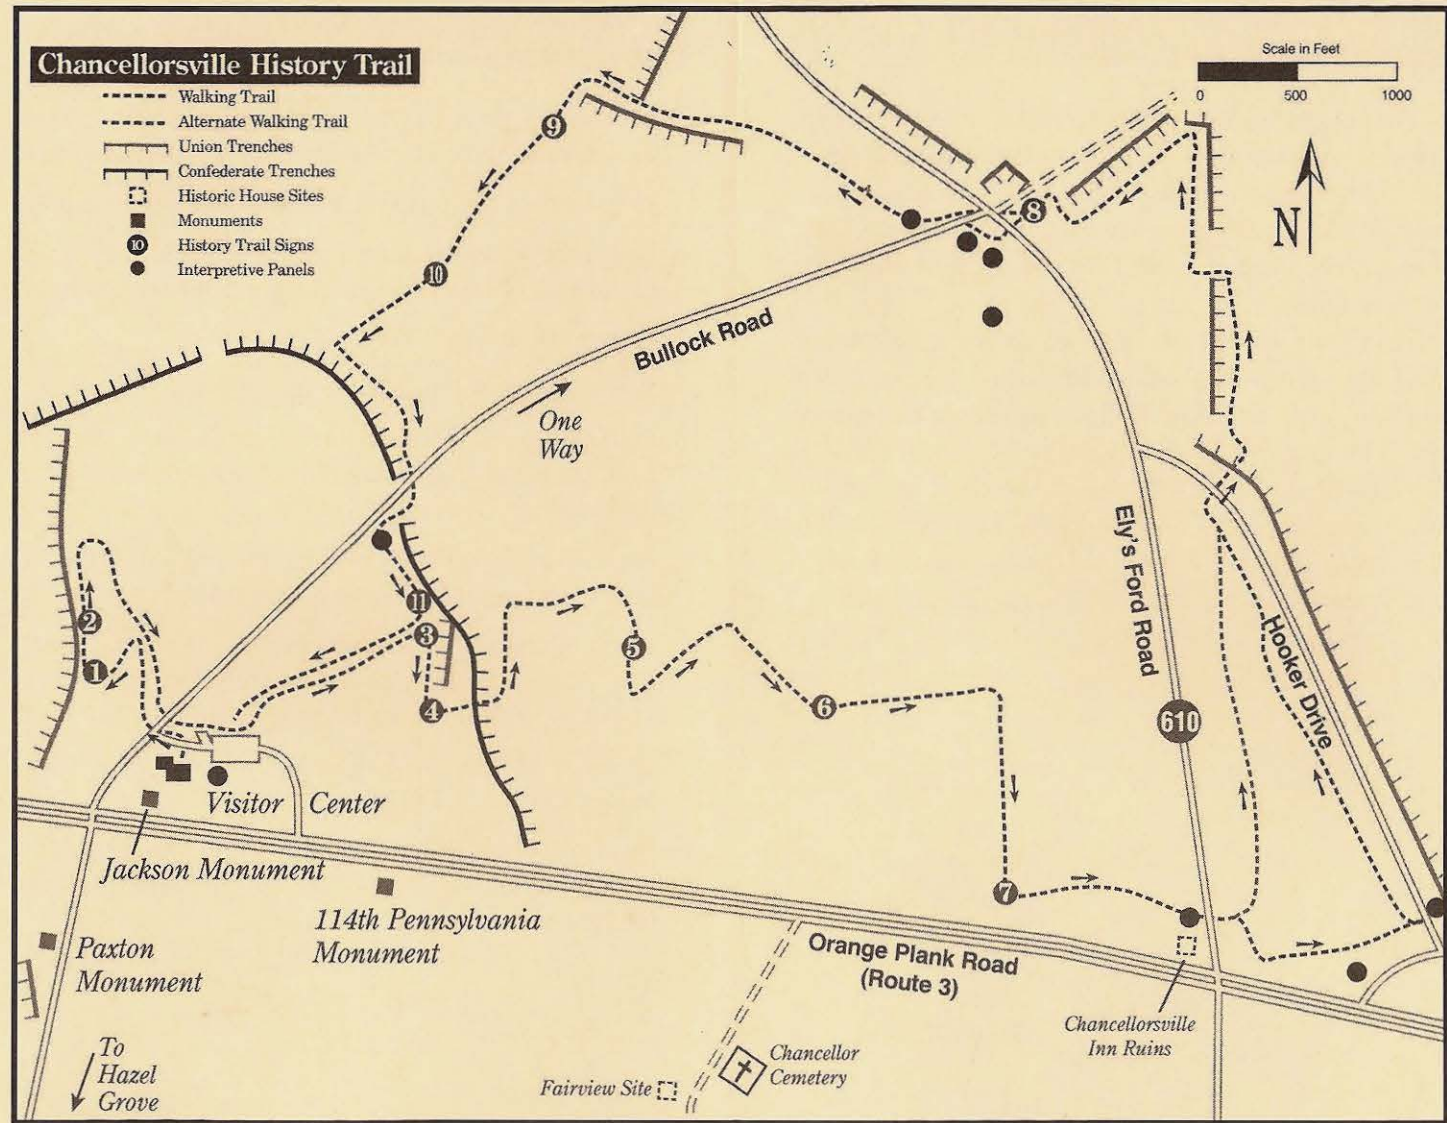 Chancellorsville History Trail
Walking Trail
Alternate Walking Trail
Union Trenches
Confederate Trenches
Historic House Sites
Monuments
10 History Trail Signs
Interpretive Panels
Scale in Feet
0 500 1000
N
9
8
10
Bullock Road
One
Way
Ely's Ford Road
Hooker Drive
610
2
1
11
3
4
5
6
7
Visitor Center
Jackson Monument
114th Pennsylvania
Monument
Paxton
Monument
To
Hazel
Grove
Orange Plank Road
(Route 3)
Chancellorsville
Inn Ruins
Chancellor
Cemetery
Fairview Site